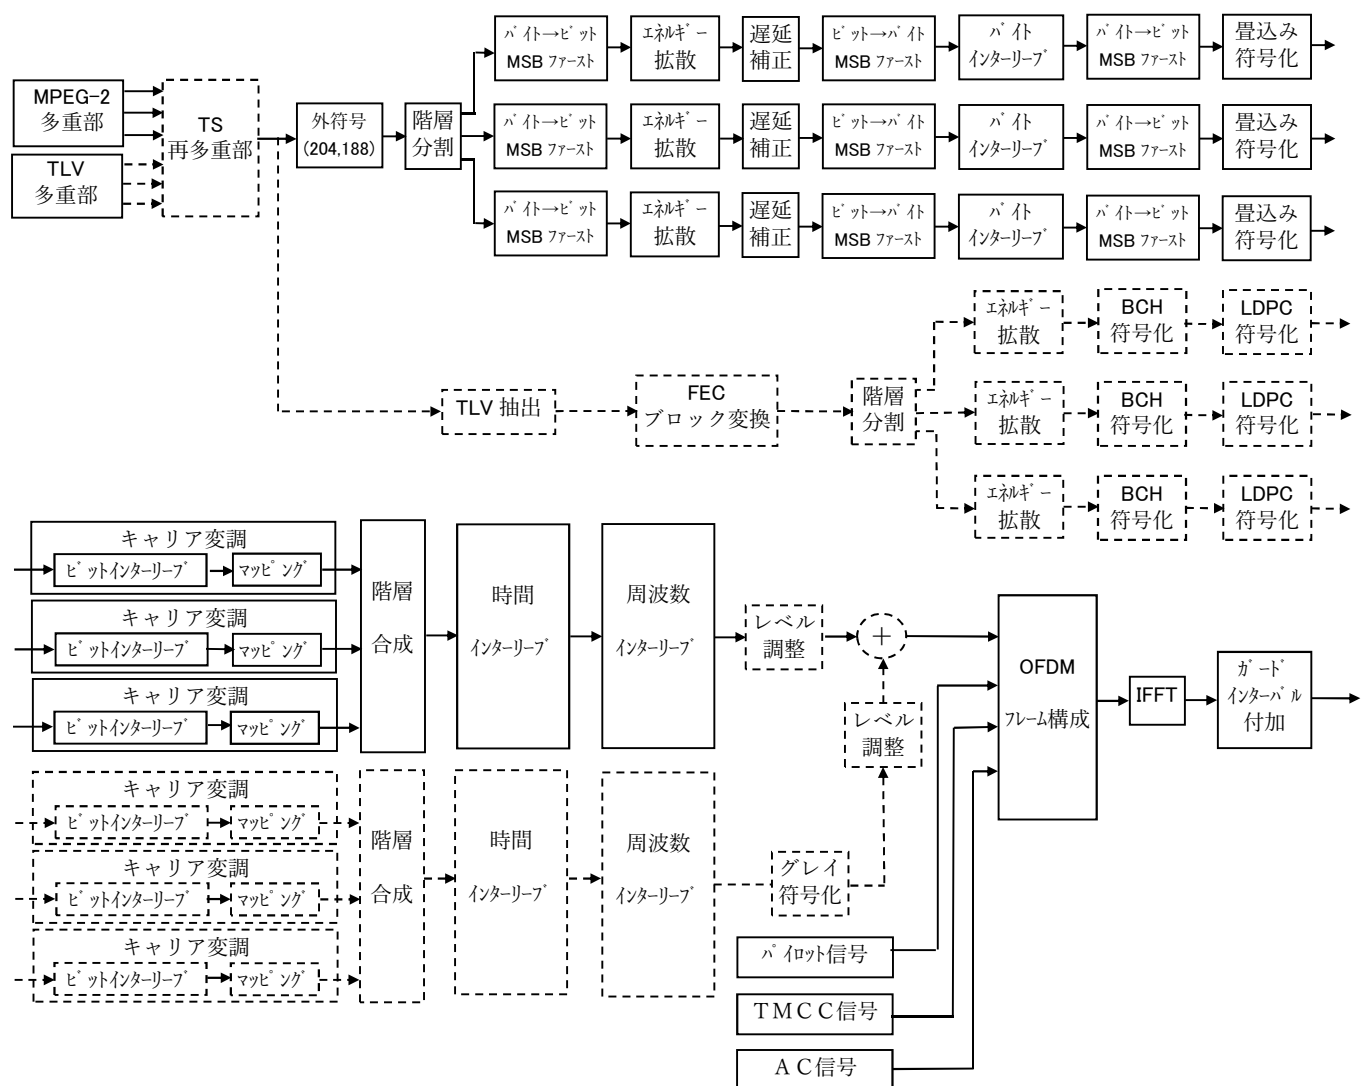 MPEG-2
多重部
TLV
多重部
TS
再多重部
外符号
(204,188)
階層
分割
バイト→ビット
MSB ファースト
エネルギー
拡散
遅延
補正
ビット→バイト
MSB ファースト
バイト
インターリーブ
バイト→ビット
MSB ファースト
畳込み
符号化
バイト→ビット
MSB ファースト
エネルギー
拡散
遅延
補正
ビット→バイト
MSB ファースト
バイト
インターリーブ
バイト→ビット
MSB ファースト
畳込み
符号化
バイト→ビット
MSB ファースト
エネルギー
拡散
遅延
補正
ビット→バイト
MSB ファースト
バイト
インターリーブ
バイト→ビット
MSB ファースト
畳込み
符号化
TLV 抽出
FEC
ブロック変換
階層
分割
エネルギー
拡散
BCH
符号化
LDPC
符号化
エネルギー
拡散
BCH
符号化
LDPC
符号化
エネルギー
拡散
BCH
符号化
LDPC
符号化
キャリア変調
ビットインターリーブ
マッピング
キャリア変調
ビットインターリーブ
マッピング
キャリア変調
ビットインターリーブ
マッピング
階層
合成
時間
インターリーブ
周波数
インターリーブ
レベル
調整
+
レベル
調整
OFDM
フレーム構成
IFFT
ガード
インターバル
付加
キャリア変調
ビットインターリーブ
マッピング
キャリア変調
ビットインターリーブ
マッピング
キャリア変調
ビットインターリーブ
マッピング
階層
合成
時間
インターリーブ
周波数
インターリーブ
グレイ
符号化
パイロット信号
TMCC信号
AC信号